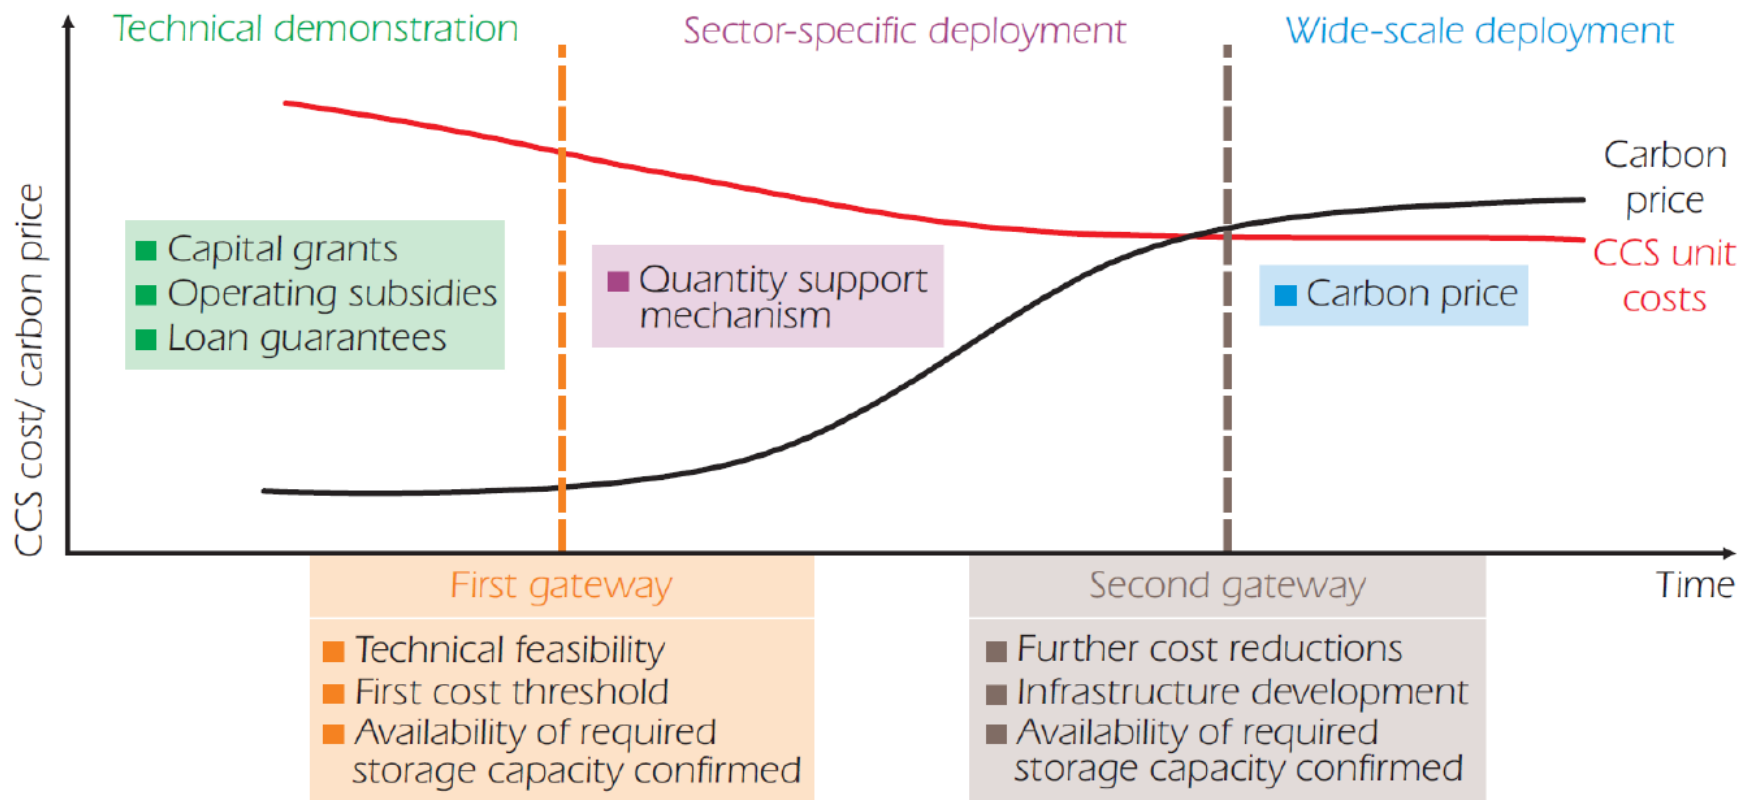 Technical demonstration
Sector-specific deployment
Wide-scale deployment
CCS cost/ carbon price
Capital grants
Operating subsidies
Loan guarantees
Quantity support
mechanism
Carbon price
Carbon
price
CCS unit
costs
Time
First gateway
Technical feasibility
First cost threshold
Availability of required
storage capacity confirmed
Second gateway
Further cost reductions
Infrastructure development
Availability of required
storage capacity confirmed